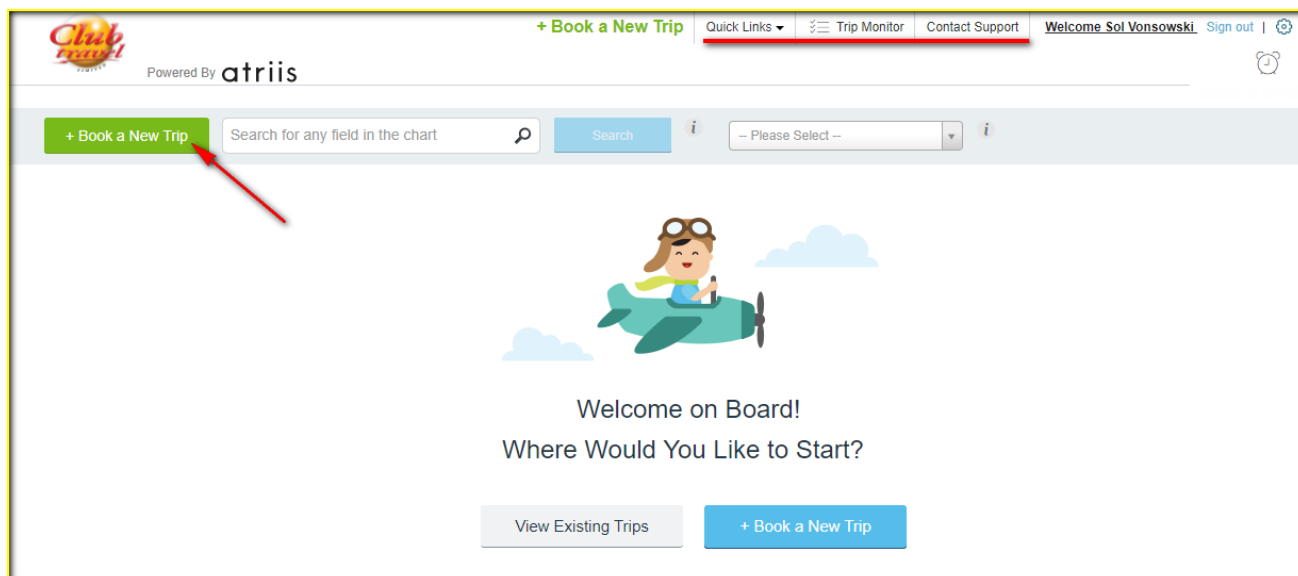 Club
travel
+ Book a New Trip Quick Links Trip Monitor Contact Support Welcome Sol Vonsowski Sign out |
Powered By atriis
+ Book a New Trip Search for any field in the chart Search i -- Please Select -- i
Welcome on Board!
Where Would You Like to Start?
View Existing Trips + Book a New Trip